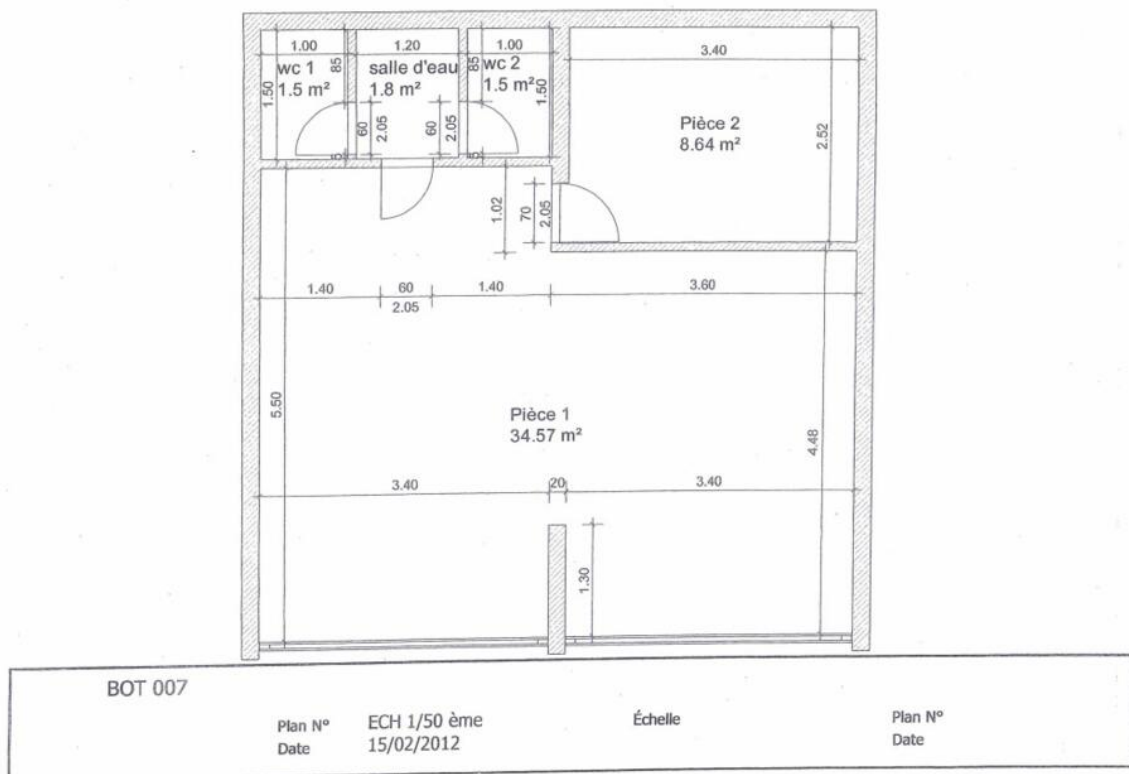 1.00
1.20
1.00
3.40
wc 1
1.5 m²
85
1.50
salle d'eau
1.8 m²
85
wc 2
1.5 m²
1.50
Pièce 2
8.64 m²
2.52
60
2.05
60
2.05
5
5
1.02
70
2.05
1.40
60
2.05
1.40
3.60
5.50
Pièce 1
34.57 m²
4.48
3.40
20
3.40
1.30
BOT 007
Plan N° ECH 1/50 ème Échelle Plan N°
Date 15/02/2012 Date